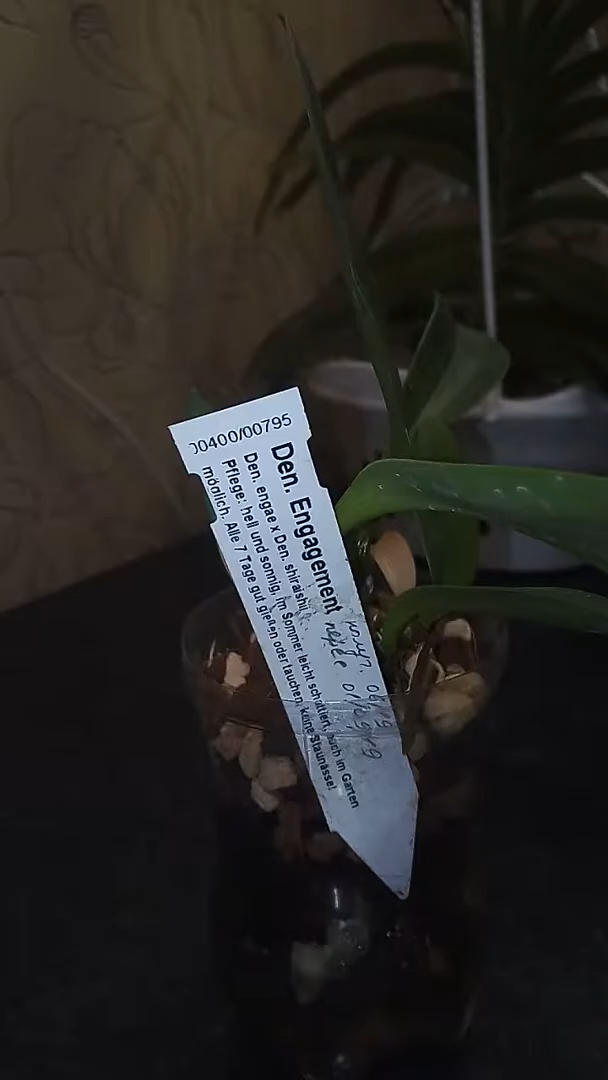 00400/00795
Den. Engagement
Den. engae x Den. shiraishii
Pflege: hell und sonnig, im Sommer leicht schattiert, auch im Garten
möglich. Alle 7 Tage gut gießen oder tauchen, keine Staunässe!